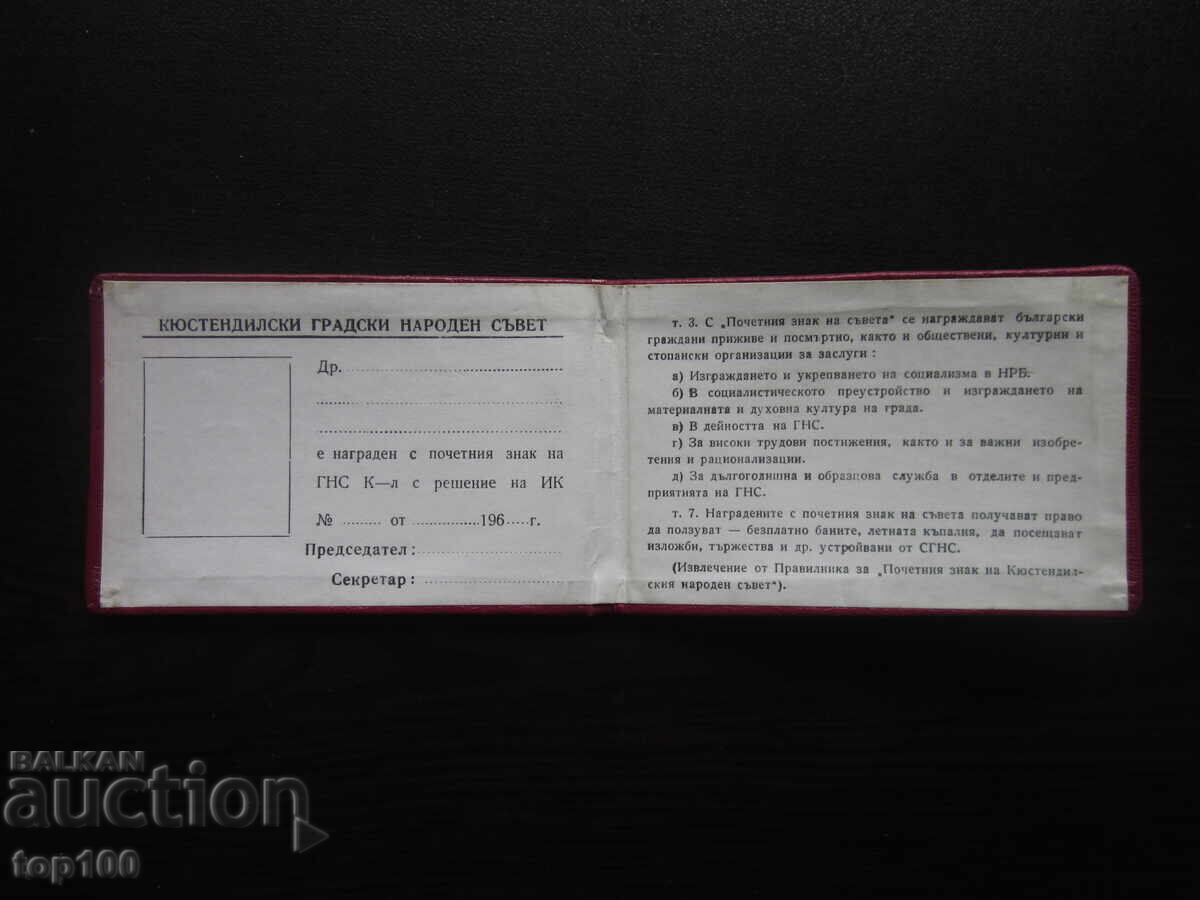 КЮСТЕНДИЛСКИ ГРАДСКИ НАРОДЕН СЪВЕТ
Др.
е награден с почетния знак на
ГНС К—л с решение на ИК
№ .......... от .................196......г.
Председател:
Секретар:
т. 3. С „Почетния знак на съвета“ се награждават български
граждани приживе и посмъртно, както и обществени, културни и
стопански организации за заслуги:
а) Изграждането и укрепването на социализма в НРБ.
б) В социалистическото преустройство и изграждането на
материалната и духовна култура на града.
в) В дейността на ГНС.
г) За високи трудови постижения, както и за важни изобре-
тения и рационализации.
д) За дългогодишна и образцова служба в отделите и пред-
приятията на ГНС.
т. 7. Наградените с почетния знак на съвета получават право
да ползуват — безплатно баните, летната къпалня, да посещават
изложби, тържества и др. устройвани от СГНС.
(Извлечение от Правилника за „Почетния знак на Кюстендил-
ския народен съвет“).
BALKAN
auction
top100